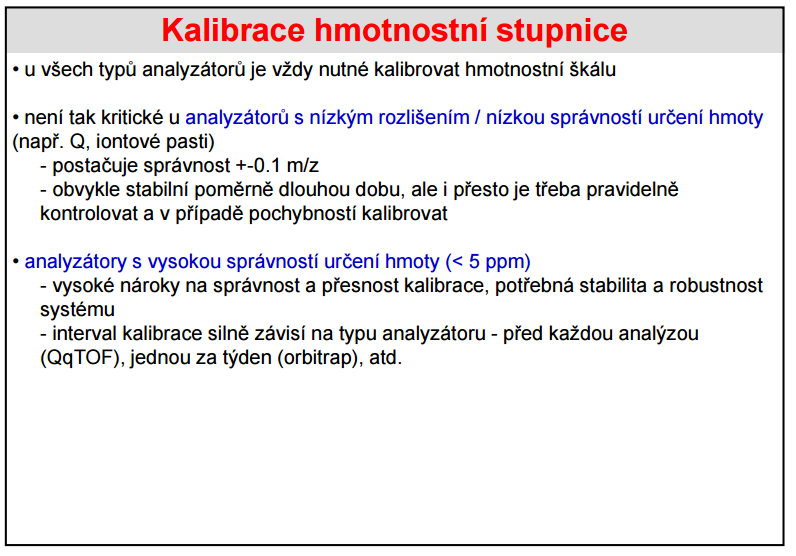 Kalibrace hmotnostní stupnice
• u všech typů analyzátorů je vždy nutné kalibrovat hmotnostní škálu
• není tak kritické u analyzátorů s nízkým rozlišením / nízkou správností určení hmoty
(např. Q, iontové pasti)
- postačuje správnost +-0.1 m/z
- obvykle stabilní poměrně dlouhou dobu, ale i přesto je třeba pravidelně
kontrolovat a v případě pochybností kalibrovat
• analyzátory s vysokou správností určení hmoty (< 5 ppm)
- vysoké nároky na správnost a přesnost kalibrace, potřebná stabilita a robustnost
systému
- interval kalibrace silně závisí na typu analyzátoru - před každou analýzou
(QqTOF), jednou za týden (orbitrap), atd.